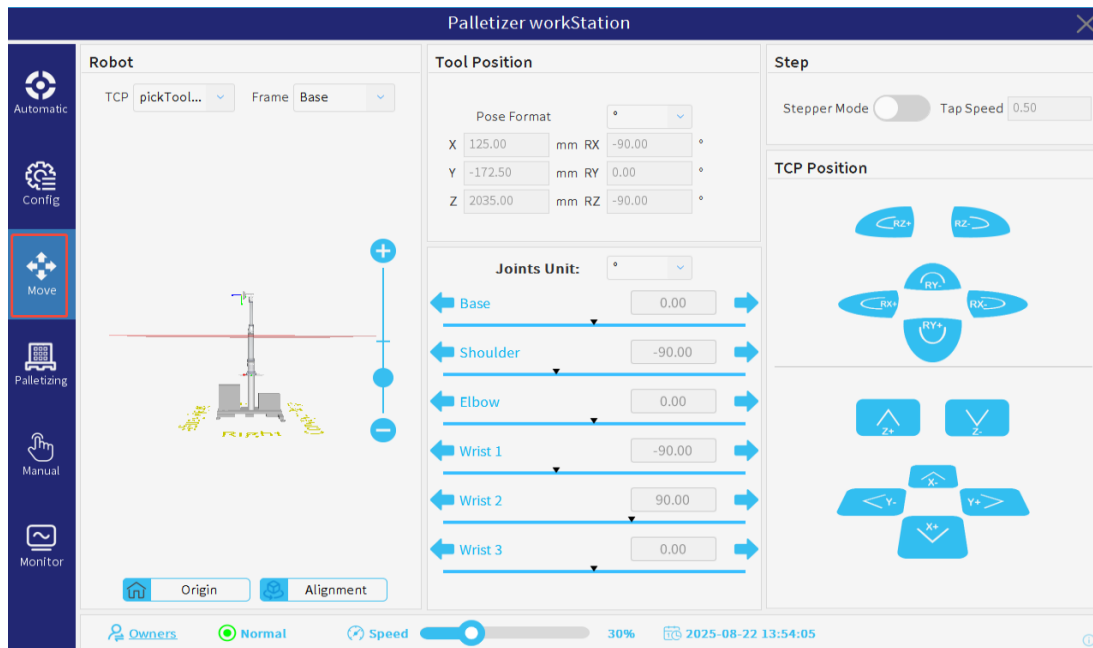 Palletizer workStation
Automatic
Config
Move
Palletizing
Manual
Monitor
Robot
TCP pickTool... Frame Base
RIGHT
Origin Alignment
Tool Position
Pose Format °
X 125.00 mm RX -90.00 °
Y -172.50 mm RY 0.00 °
Z 2035.00 mm RZ -90.00 °
Joints Unit: °
Base 0.00
Shoulder -90.00
Elbow 0.00
Wrist 1 -90.00
Wrist 2 90.00
Wrist 3 0.00
Step
Stepper Mode Tap Speed 0.50
TCP Position
RZ+ RZ-
RY-
RX+ RX-
RY+
Z+ Z-
X-
Y- Y+
X+
Owners Normal Speed 30% 2025-08-22 13:54:05